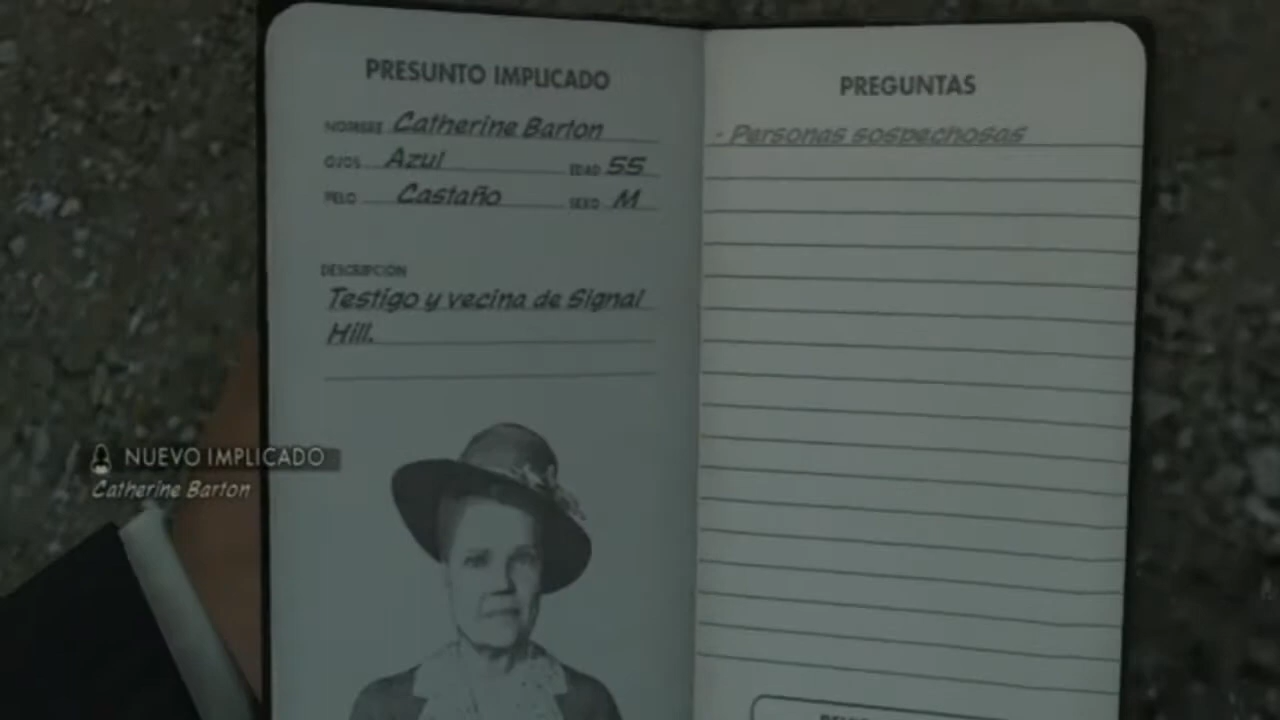 PRESUNTO IMPLICADO
NOMBRE Catherine Barton
OJOS Azul EDAD 55
PELO Castaño SEXO M
DESCRIPCIÓN
Testigo y vecina de Signal
Hill.
PREGUNTAS
- Personas sospechosas
NUEVO IMPLICADO
Catherine Barton